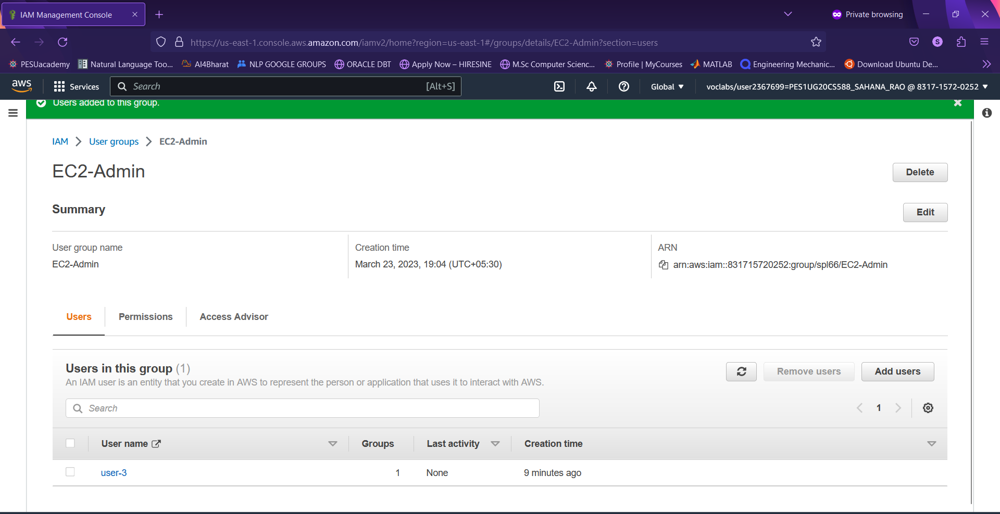 IAM Management Console
Private browsing
https://us-east-1.console.aws.amazon.com/iamv2/home?region=us-east-1#/groups/details/EC2-Admin?section=users
S
PESUacademy Natural Language Too... AI4Bharat NLP GOOGLE GROUPS ORACLE DBT Apply Now – HIRESINE M.Sc Computer Scienc... Profile | MyCourses MATLAB Engineering Mechanic... Download Ubuntu De...
aws Services Search [Alt+S] Global voclabs/user2367699=PES1UG20CS588_SAHANA_RAO @ 8317-1572-0252
Users added to this group.
IAM User groups EC2-Admin
EC2-Admin
Delete
Summary
Edit
User group name Creation time ARN
EC2-Admin March 23, 2023, 19:04 (UTC+05:30) arn:aws:iam::831715720252:group/spl66/EC2-Admin
Users Permissions Access Advisor
Users in this group (1)
Remove users Add users
An IAM user is an entity that you create in AWS to represent the person or application that uses it to interact with AWS.
Search
1
User name Groups Last activity Creation time
user-3 1 None 9 minutes ago